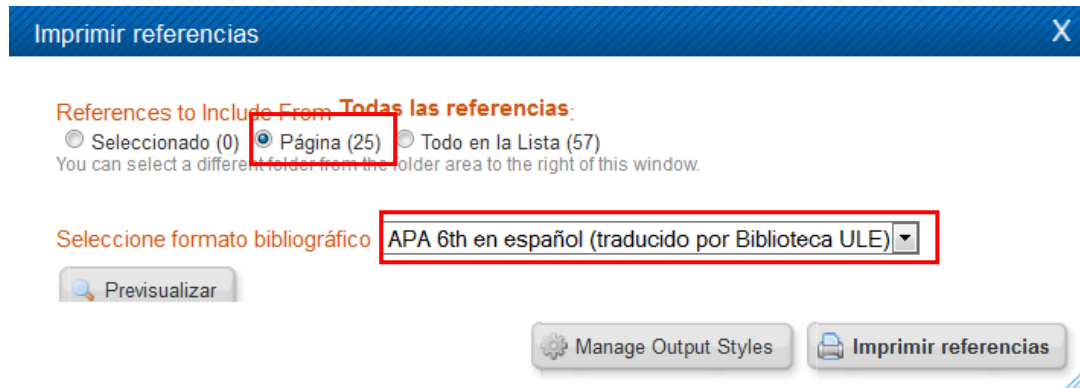 Imprimir referencias X
References to Include From Todas las referencias:
Seleccionado (0) Página (25) Todo en la Lista (57)
You can select a different folder from the folder area to the right of this window.
Seleccione formato bibliográfico APA 6th en español (traducido por Biblioteca ULE)
Previsualizar
Manage Output Styles Imprimir referencias